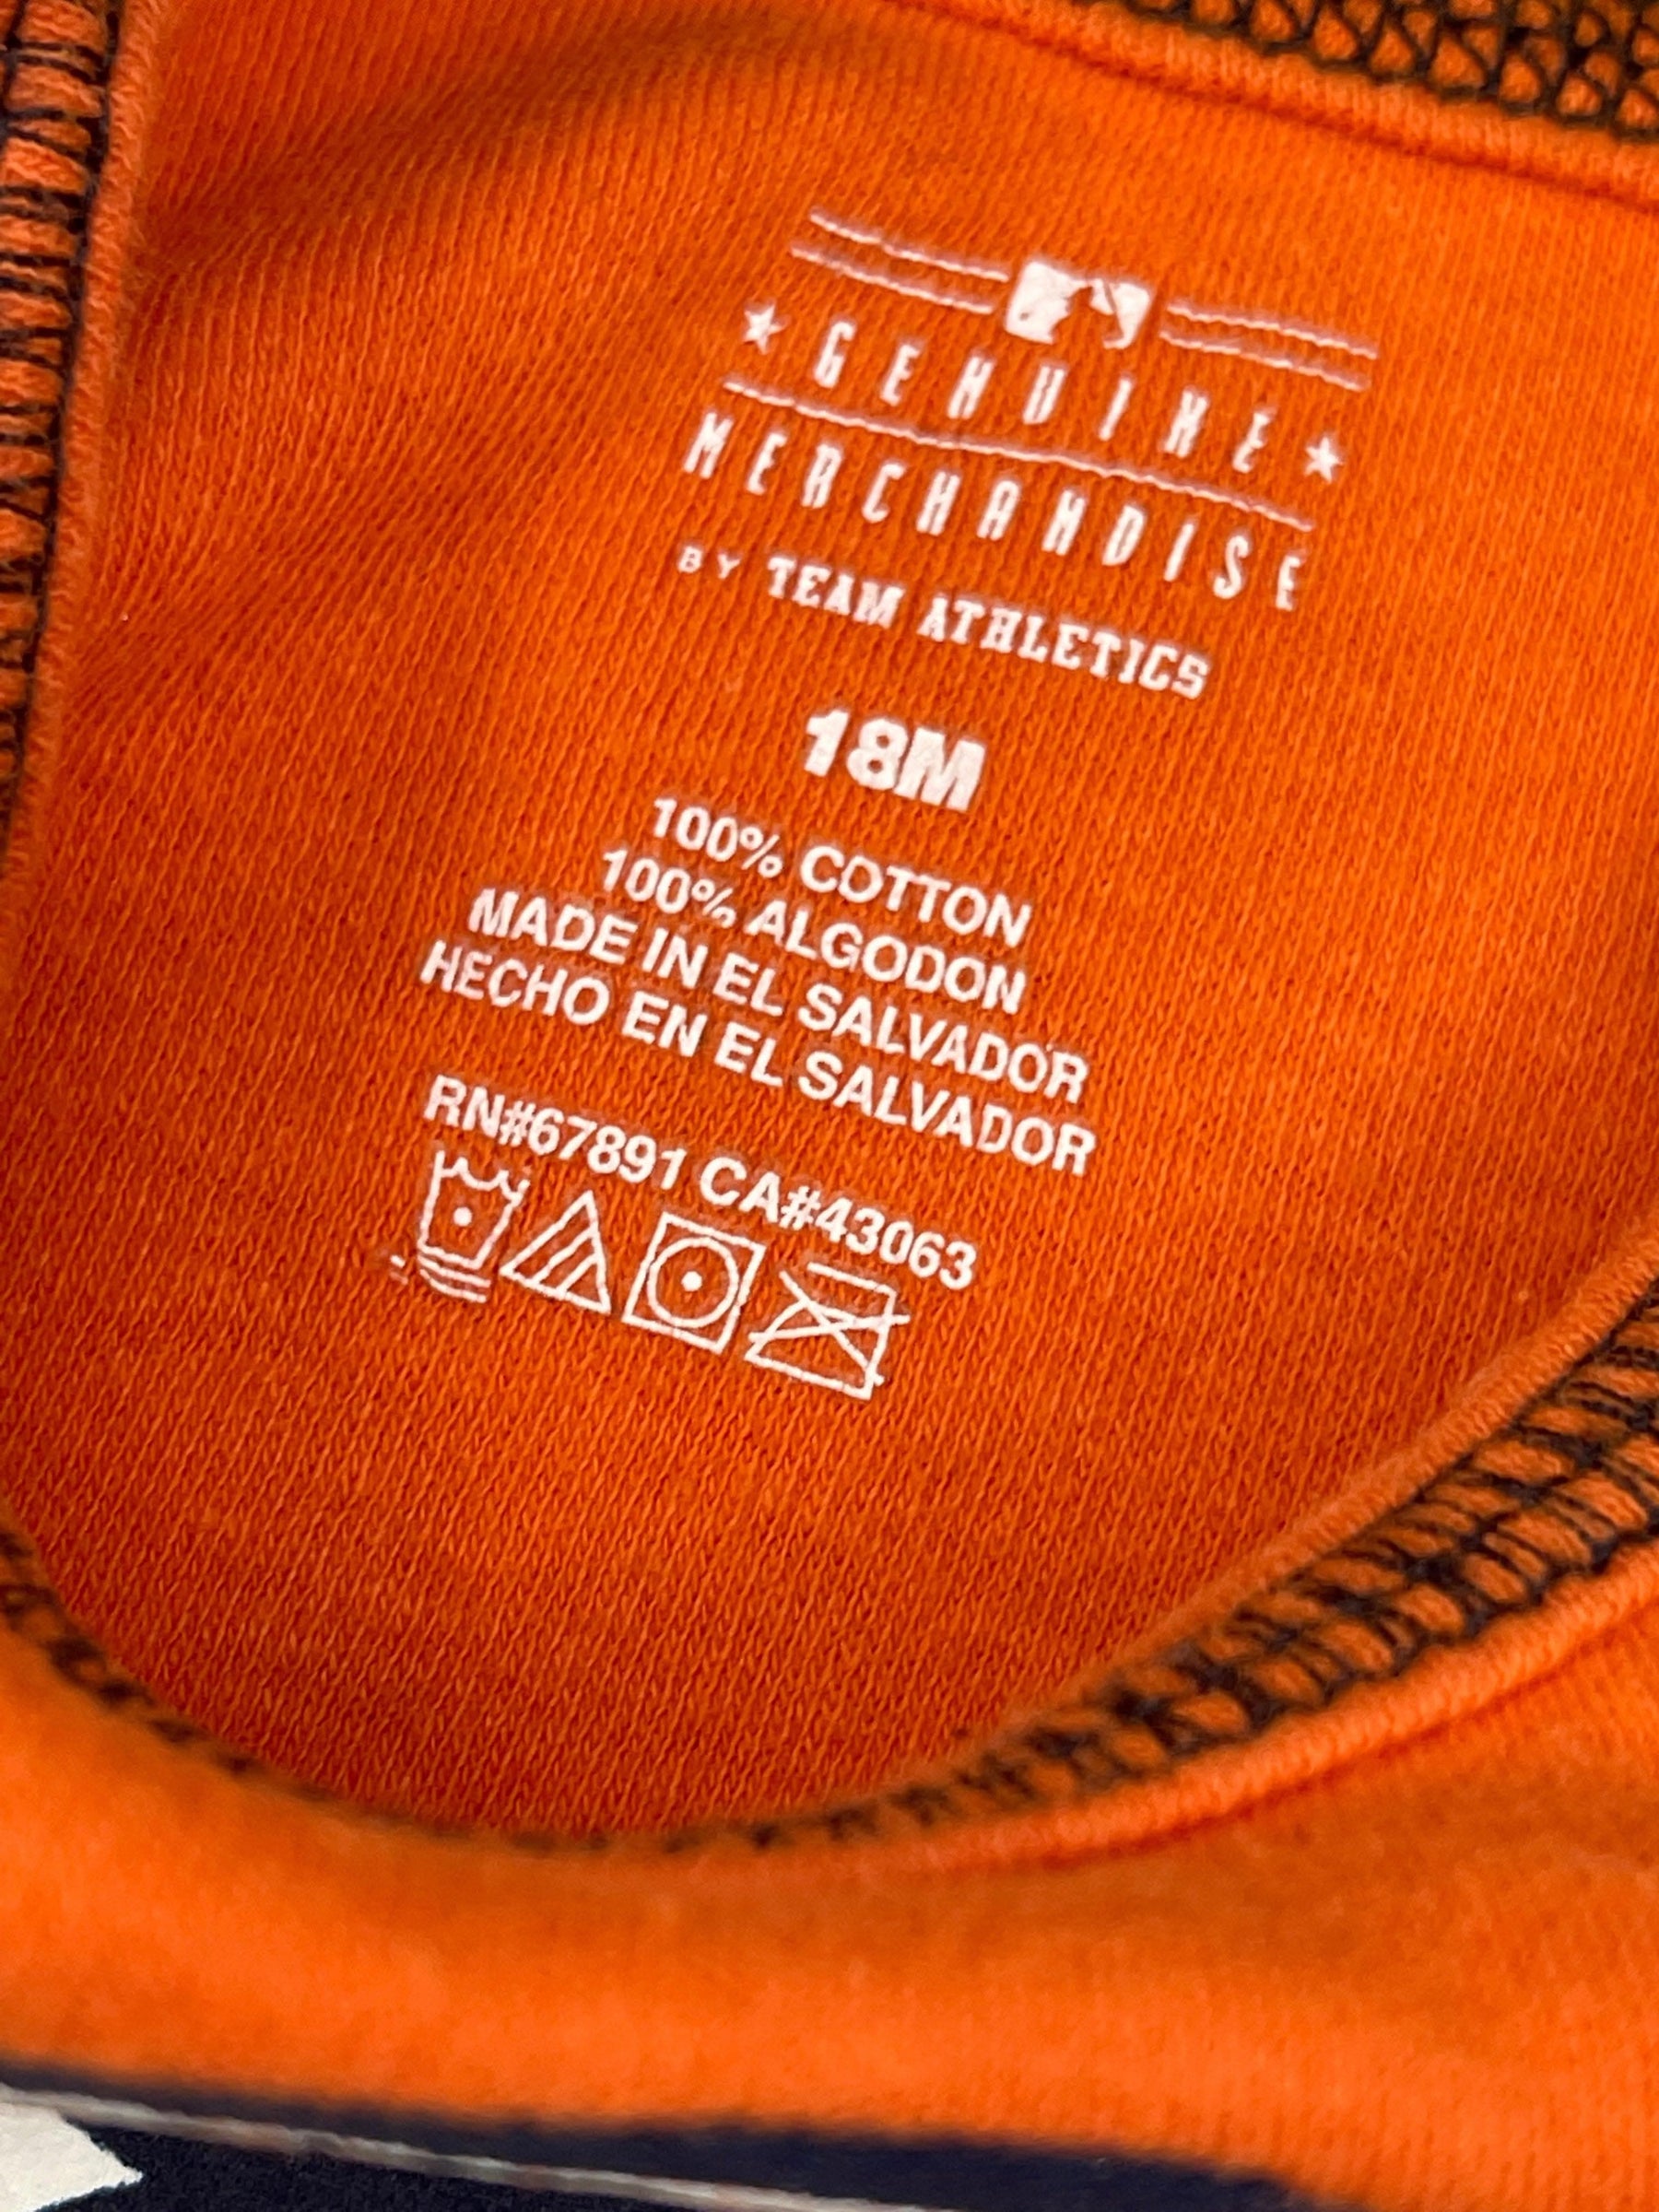 GENUINE
MERCHANDISE
BY TEAM ATHLETICS
18M
100% COTTON
100% ALGODON
MADE IN EL SALVADOR
HECHO EN EL SALVADOR
RN#67891 CA#43063